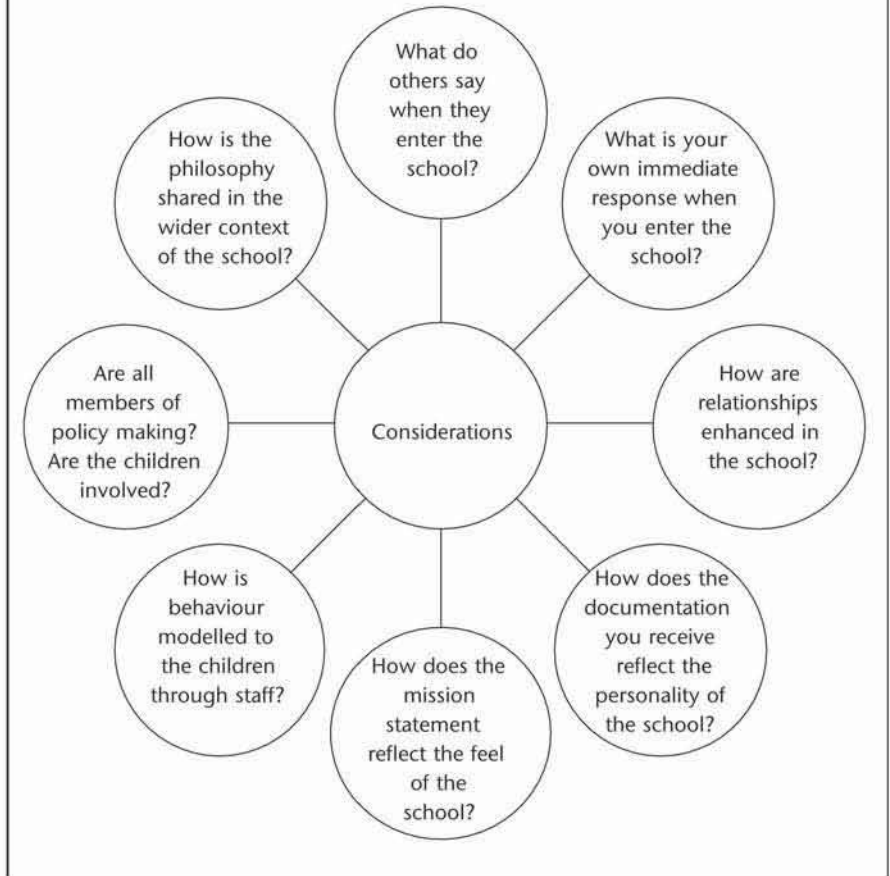 What do
others say
when they
enter the
school?
What is your
own immediate
response when
you enter the
school?
How are
relationships
enhanced in
the school?
How does the
documentation
you receive
reflect the
personality of
the school?
How does the
mission
statement
reflect the feel
of the
school?
How is
behaviour
modelled to
the children
through staff?
Are all
members of
policy making?
Are the children
involved?
How is the
philosophy
shared in the
wider context
of the school?
Considerations